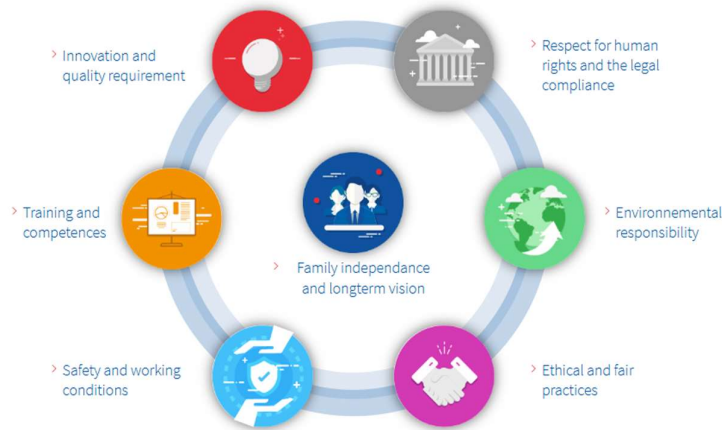 Innovation and
quality requirement
Respect for human
rights and the legal
compliance
Training and
competences
Environnemental
responsibility
Family independance
and longterm vision
Safety and working
conditions
Ethical and fair
practices